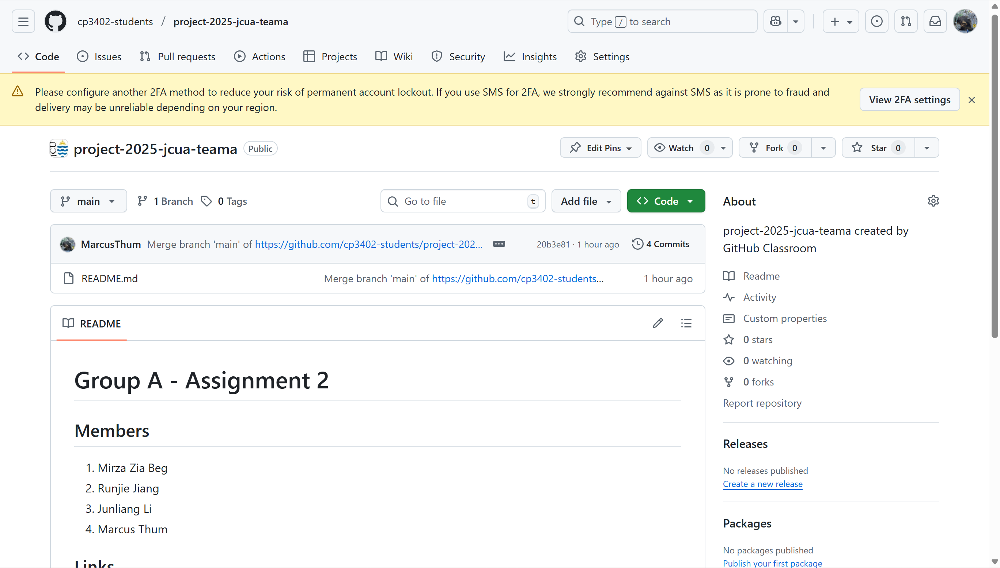 cp3402-students / project-2025-jcua-teama
Type / to search
Code
Issues
Pull requests
Actions
Projects
Wiki
Security
Insights
Settings
Please configure another 2FA method to reduce your risk of permanent account lockout. If you use SMS for 2FA, we strongly recommend against SMS as it is prone to fraud and
delivery may be unreliable depending on your region.
View 2FA settings
JCU
project-2025-jcua-teama
Public
Edit Pins
Watch 0
Fork 0
Star 0
main
1 Branch
0 Tags
Go to file
t
Add file
Code
MarcusThum Merge branch 'main' of https://github.com/cp3402-students/project-202...
20b3e81 · 1 hour ago
4 Commits
README.md
Merge branch 'main' of https://github.com/cp3402-students...
1 hour ago
README
Group A - Assignment 2
Members
1. Mirza Zia Beg
2. Runjie Jiang
3. Junliang Li
4. Marcus Thum
Links
About
project-2025-jcua-teama created by
GitHub Classroom
Readme
Activity
Custom properties
0 stars
0 watching
0 forks
Report repository
Releases
No releases published
Create a new release
Packages
No packages published
Publish your first package